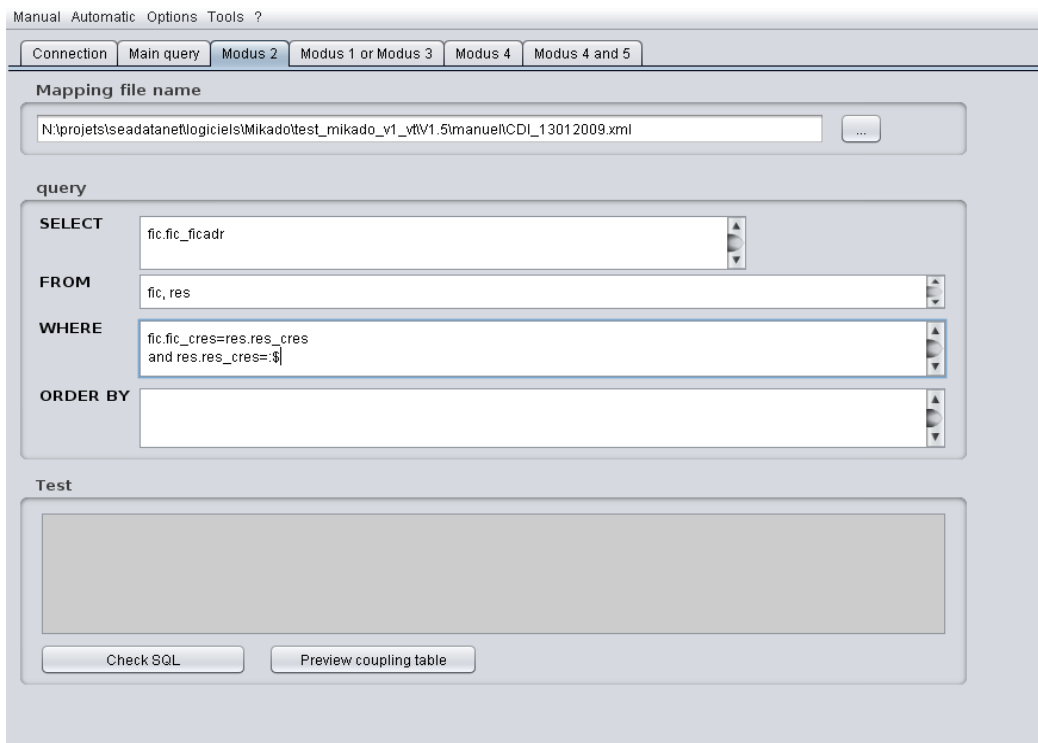 Manual Automatic Options Tools ?
Connection Main query Modus 2 Modus 1 or Modus 3 Modus 4 Modus 4 and 5
Mapping file name
N:\projets\seadatanet\logiciels\Mikado\test_mikado_v1_vt\V1.5\manuel\CDI_13012009.xml ...
query
SELECT
fic.fic_ficadr
FROM
fic, res
WHERE
fic.fic_cres=res.res_cres
and res.res_cres=:$
ORDER BY
Test
Check SQL Preview coupling table